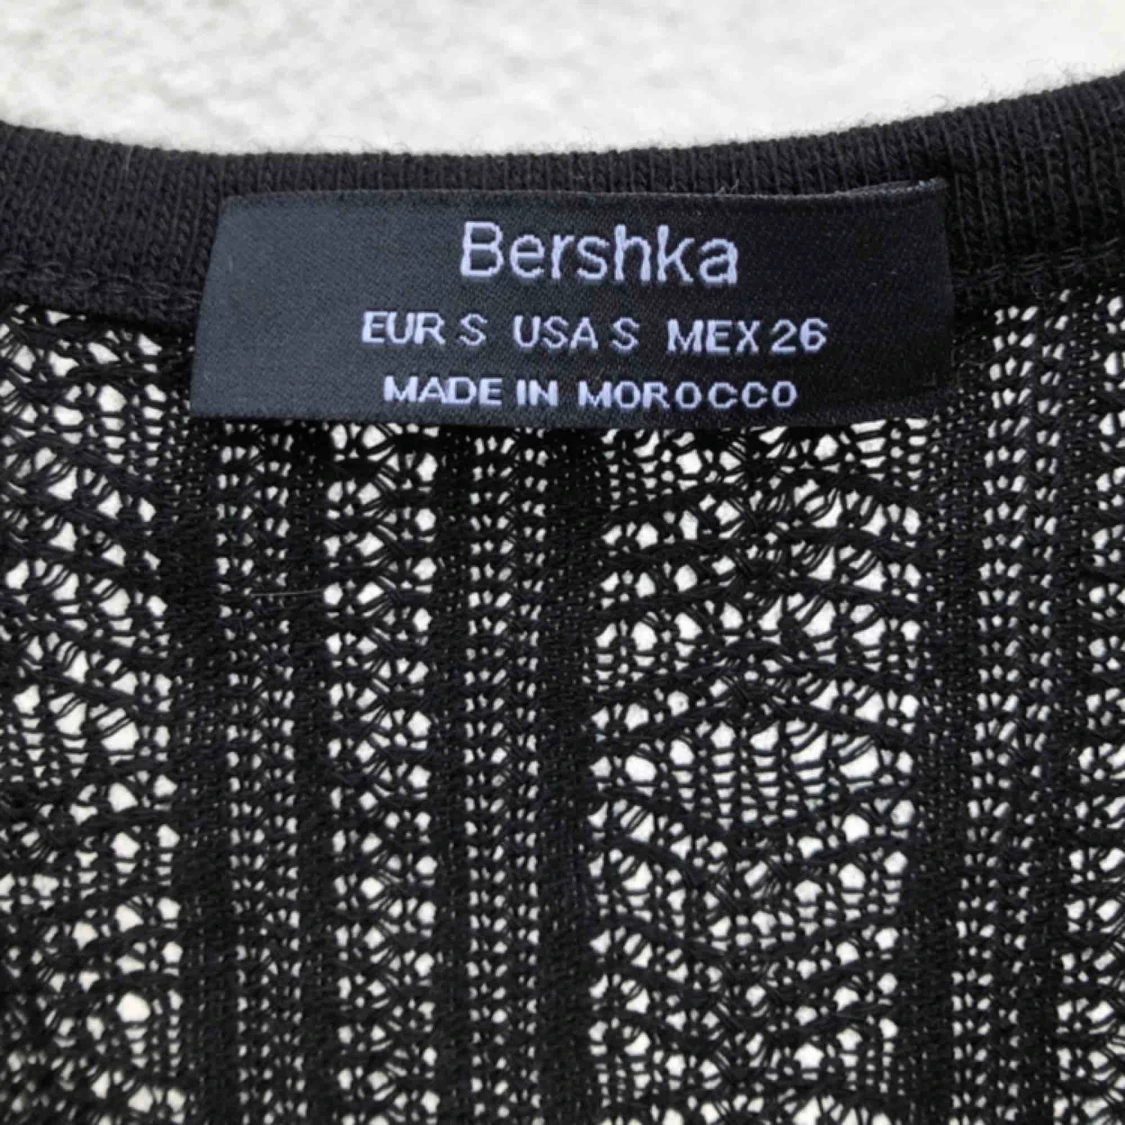 Bershka
EUR S USA S MEX 26
MADE IN MOROCCO